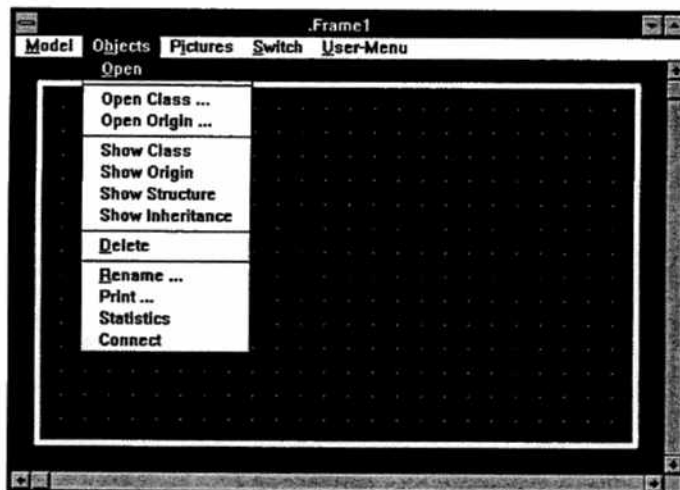 .Frame1
Model Objects Pictures Switch User-Menu
Open
Open Class ...
Open Origin ...
Show Class
Show Origin
Show Structure
Show Inheritance
Delete
Rename ...
Print ...
Statistics
Connect